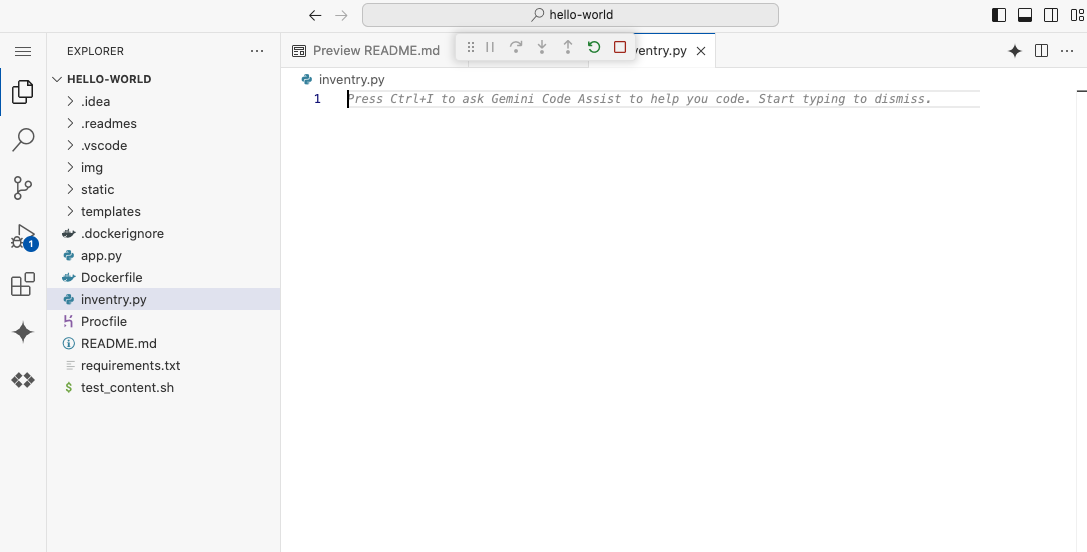 hello-world
EXPLORER
Preview README.md
ventry.py
HELLO-WORLD
inventry.py
1
Press Ctrl+I to ask Gemini Code Assist to help you code. Start typing to dismiss.
.idea
.readmes
.vscode
img
static
templates
.dockerignore
1
app.py
Dockerfile
inventry.py
Procfile
README.md
requirements.txt
$ test_content.sh